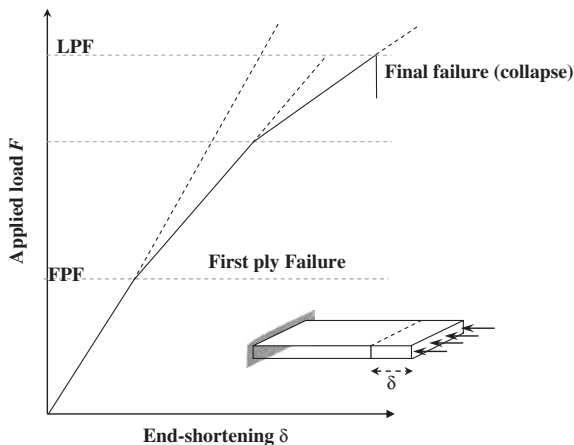 LPF
Final failure (collapse)
Applied load F
First ply Failure
FPF
δ
End-shortening δ